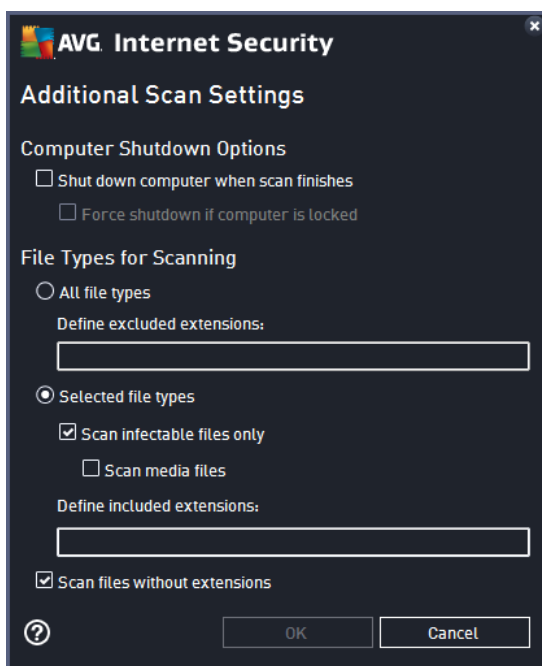 AVG. Internet Security
Additional Scan Settings
Computer Shutdown Options
Shut down computer when scan finishes
Force shutdown if computer is locked
File Types for Scanning
All file types
Define excluded extensions:
Selected file types
Scan infectable files only
Scan media files
Define included extensions:
Scan files without extensions
? OK Cancel